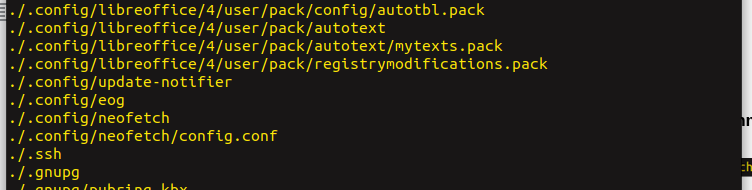 ./.config/libreoffice/4/user/pack/config/autotbl.pack
./.config/libreoffice/4/user/pack/autotext
./.config/libreoffice/4/user/pack/autotext/mytexts.pack
./.config/libreoffice/4/user/pack/registrymodifications.pack
./.config/update-notifier
./.config/eog
./.config/neofetch
./.config/neofetch/config.conf
./.ssh
./.gnupg
./.gnupg/pubring.kbx